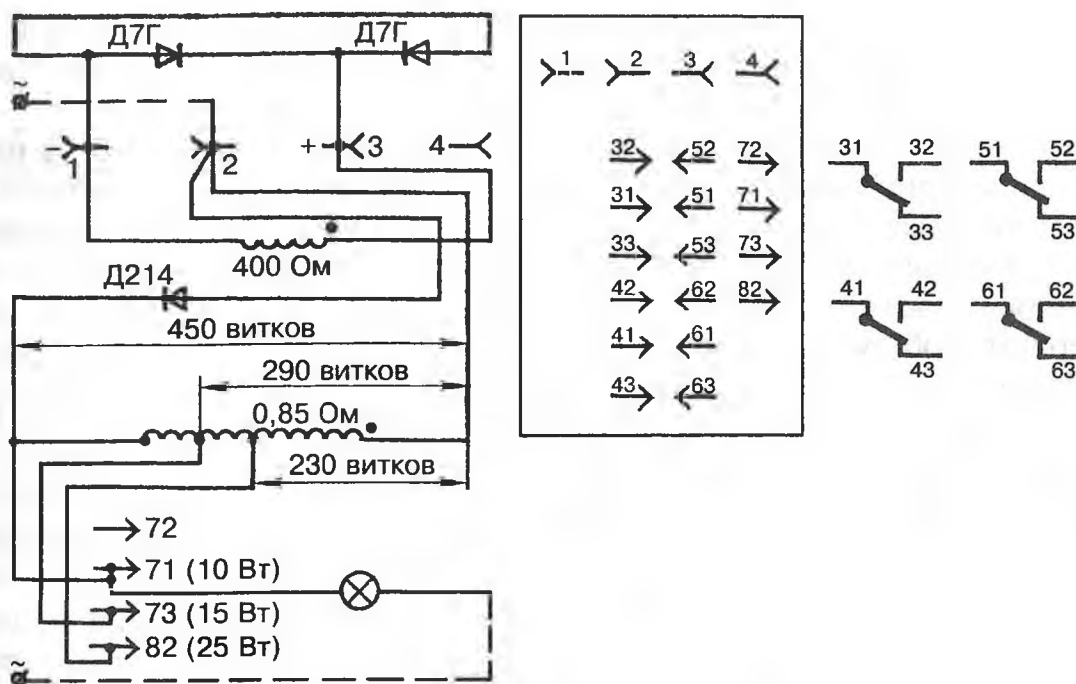 Д7Г Д7Г
~
1 2 + 3 4
400 Ом
Д214
450 витков
290 витков
0,85 Ом
230 витков
72
71 (10 Вт)
73 (15 Вт)
82 (25 Вт)
~
1 2 3 4
32 52 72
31 51 71
33 53 73
42 62 82
41 61
43 63
31 32
33
51 52
53
41 42
43
61 62
63